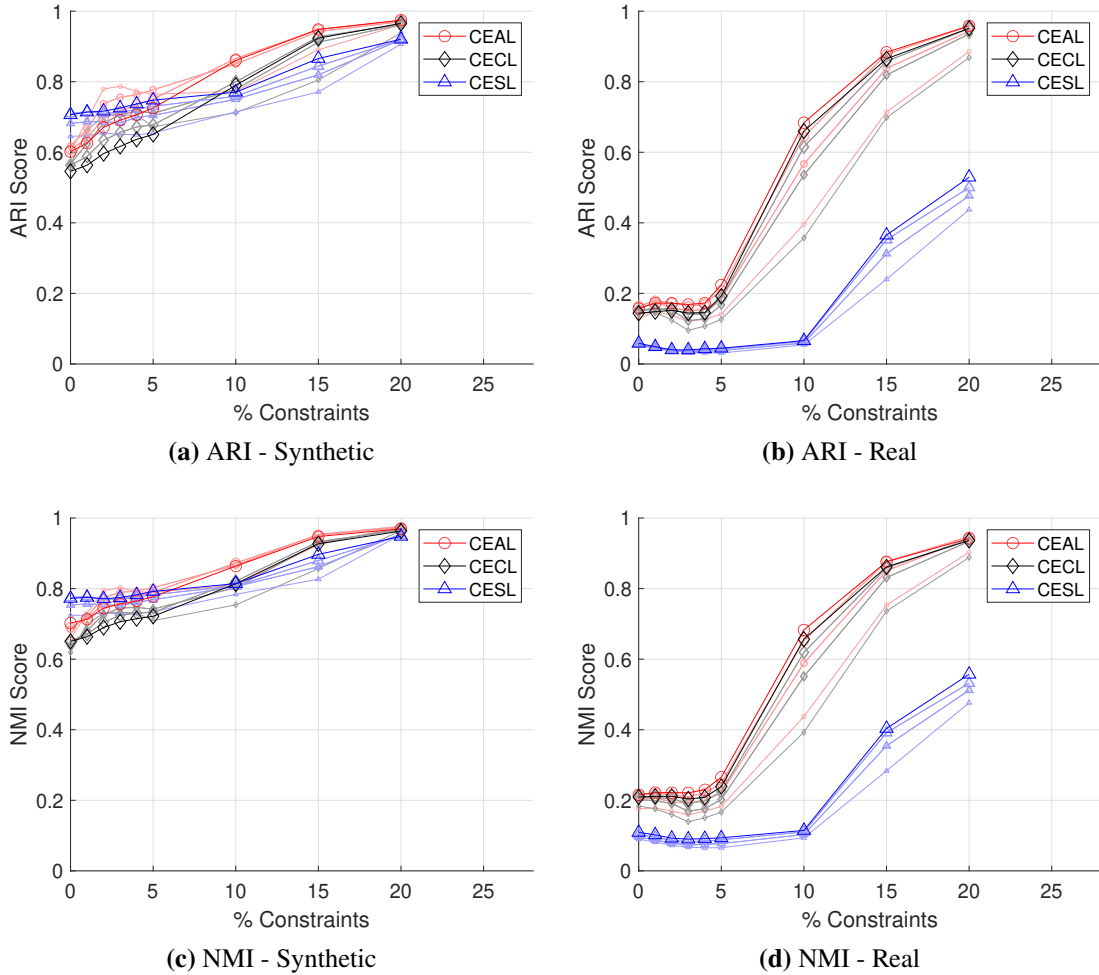 1
0.8
0.6
0.4
0.2
0
ARI Score
0 5 10 15 20 25
% Constraints
CEAL
CECL
CESL
(a) ARI - Synthetic
1
0.8
0.6
0.4
0.2
0
ARI Score
0 5 10 15 20 25
% Constraints
CEAL
CECL
CESL
(b) ARI - Real
1
0.8
0.6
0.4
0.2
0
NMI Score
0 5 10 15 20 25
% Constraints
CEAL
CECL
CESL
(c) NMI - Synthetic
1
0.8
0.6
0.4
0.2
0
NMI Score
0 5 10 15 20 25
% Constraints
CEAL
CECL
CESL
(d) NMI - Real